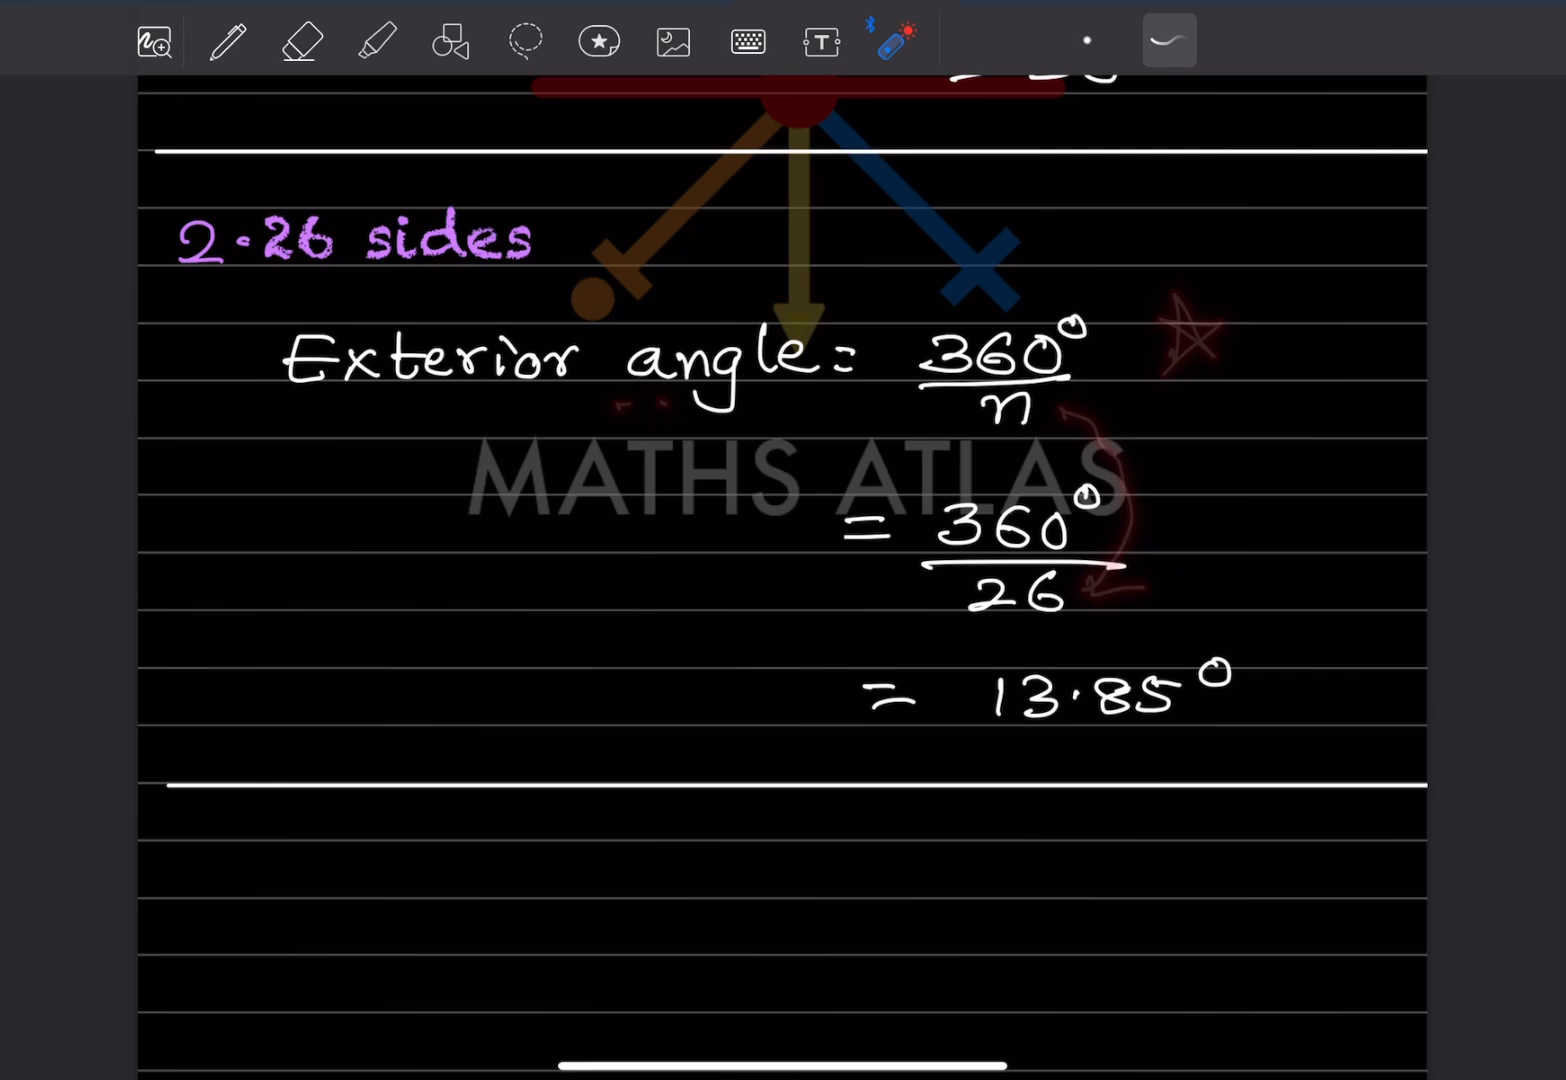 2·26 sides
Exterior angle = 360°/n
MATHS ATLAS
= 360°/26
= 13·85°